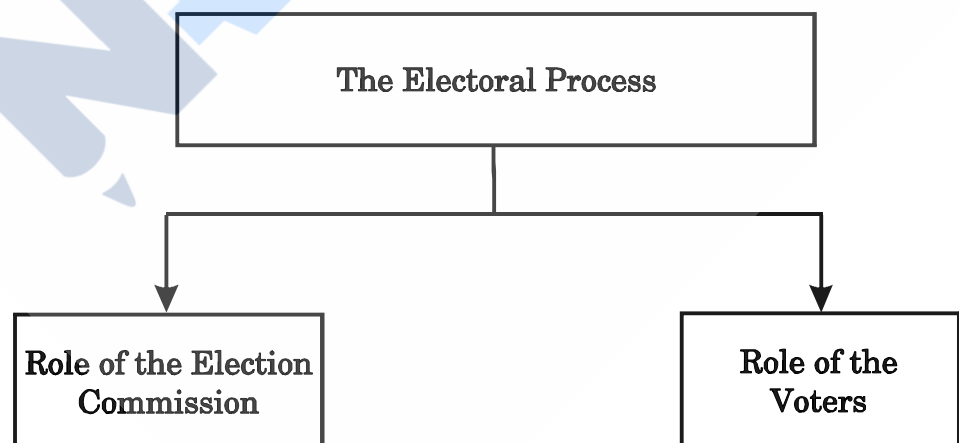 The Electoral Process
Role of the Election
Commission
Role of the
Voters